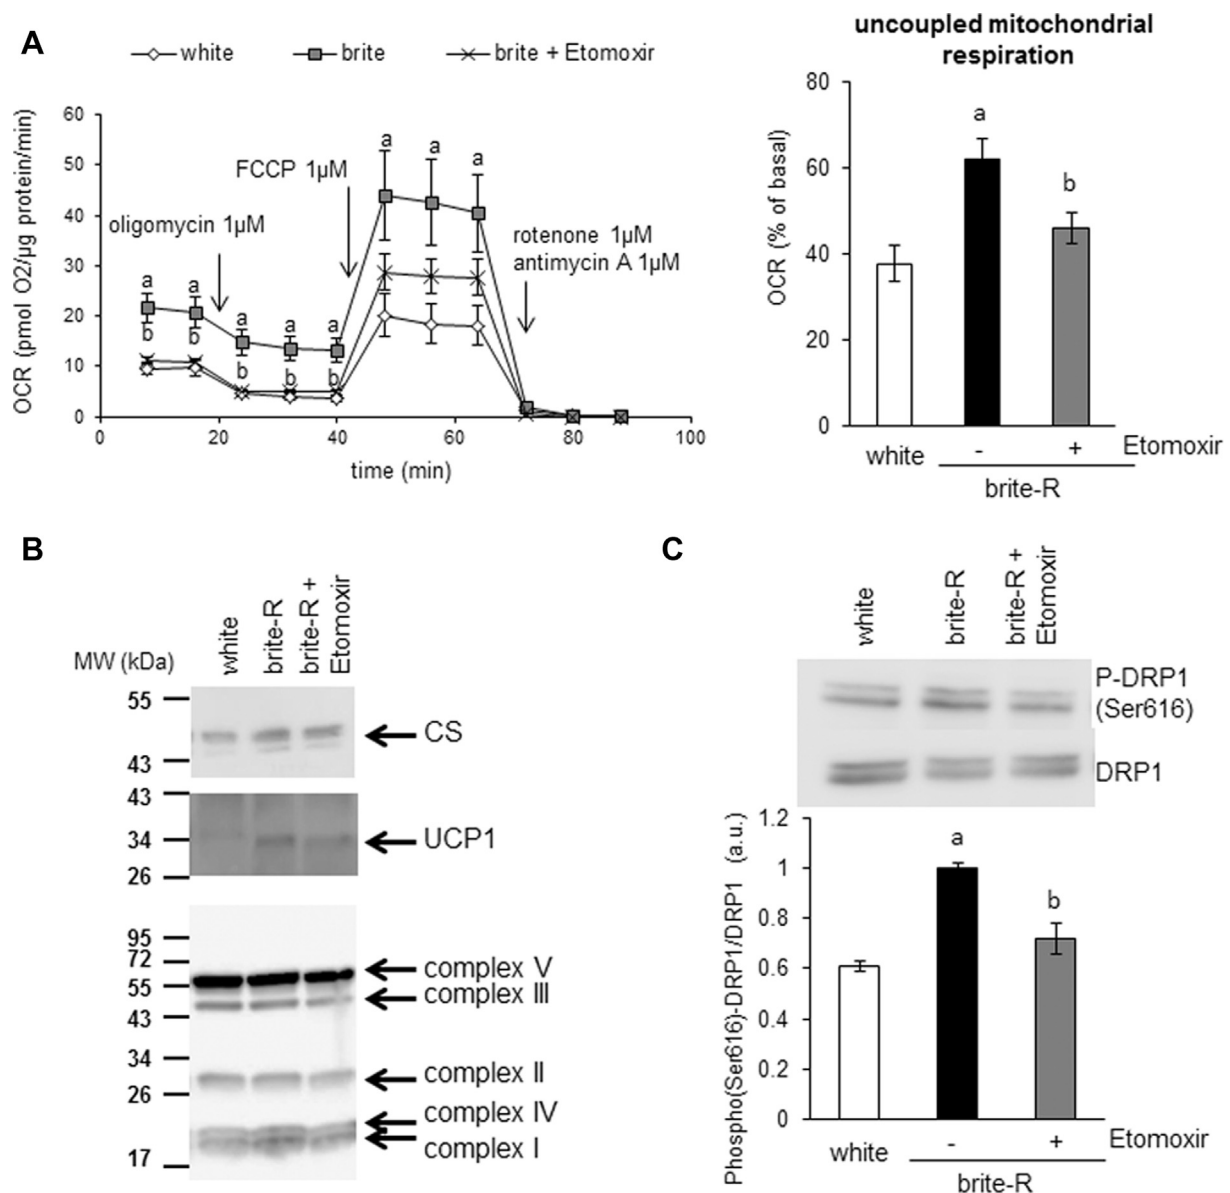 A
white
brite
brite + Etomoxir
OCR (pmol O2/µg protein/min)
60
50
40
30
20
10
0
0
20
40
60
80
100
time (min)
oligomycin 1µM
FCCP 1µM
rotenone 1µM
antimycin A 1µM
a
a
a
a
a
a
a
a
b
b
b
b
b
uncoupled mitochondrial
respiration
OCR (% of basal)
80
60
40
20
0
a
b
white
-
+
Etomoxir
brite-R
B
MW (kDa)
white
brite-R
brite-R +
Etomoxir
55
43
CS
43
34
26
UCP1
95
72
55
43
34
26
17
complex V
complex III
complex II
complex IV
complex I
C
white
brite-R
brite-R +
Etomoxir
P-DRP1
(Ser616)
DRP1
Phospho(Ser616)-DRP1/DRP1 (a.u.)
1.2
1
0.8
0.6
0.4
0.2
0
a
b
white
-
+
Etomoxir
brite-R